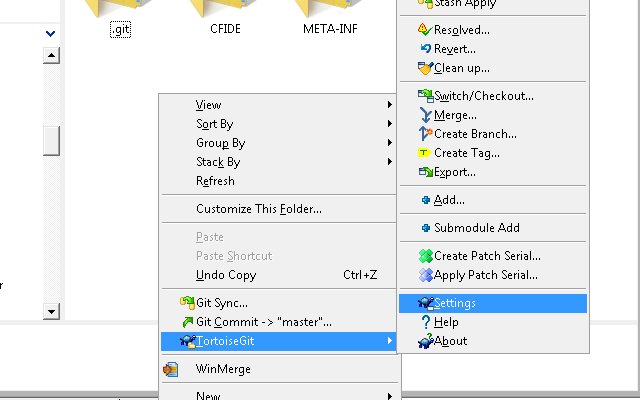 .git
CFIDE
META-INF
View
Sort By
Group By
Stack By
Refresh
Customize This Folder...
Paste
Paste Shortcut
Undo Copy Ctrl+Z
Git Sync...
Git Commit -> "master"...
TortoiseGit
WinMerge
New
Stash Apply
Resolved...
Revert...
Clean up...
Switch/Checkout...
Merge...
Create Branch...
Create Tag...
Export...
Add...
Submodule Add
Create Patch Serial...
Apply Patch Serial...
Settings
Help
About
r